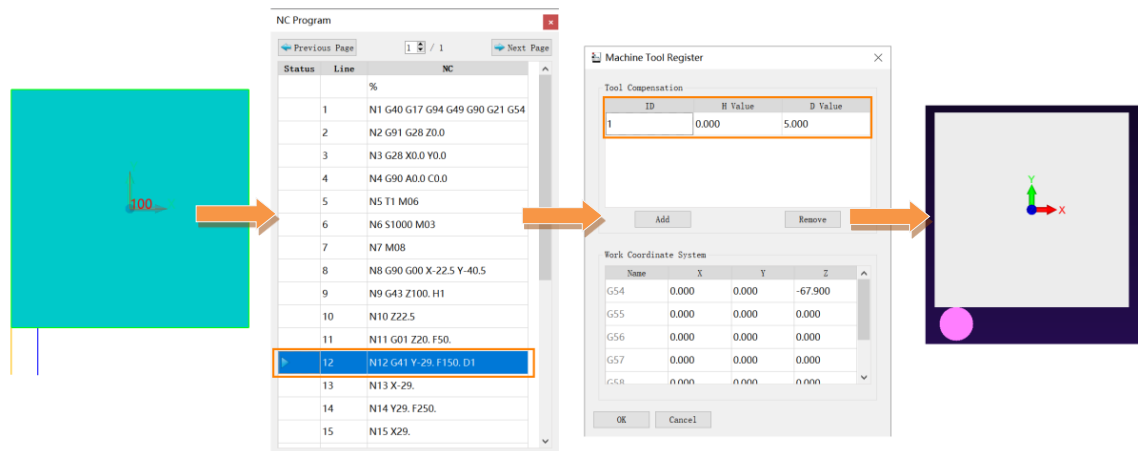 100
NC Program
×
Previous Page
1 / 1
Next Page
Status Line NC
%
1 N1 G40 G17 G94 G49 G90 G21 G54
2 N2 G91 G28 Z0.0
3 N3 G28 X0.0 Y0.0
4 N4 G90 A0.0 C0.0
5 N5 T1 M06
6 N6 S1000 M03
7 N7 M08
8 N8 G90 G00 X-22.5 Y-40.5
9 N9 G43 Z100. H1
10 N10 Z22.5
11 N11 G01 Z20. F50.
12 N12 G41 Y-29. F150. D1
13 N13 X-29.
14 N14 Y29. F250.
15 N15 X29.
Machine Tool Register
Tool Compensation
ID H Value D Value
1 0.000 5.000
Add Remove
Work Coordinate System
Name X Y Z
G54 0.000 0.000 -67.900
G55 0.000 0.000 0.000
G56 0.000 0.000 0.000
G57 0.000 0.000 0.000
G58 0.000 0.000 0.000
OK Cancel
Y
X